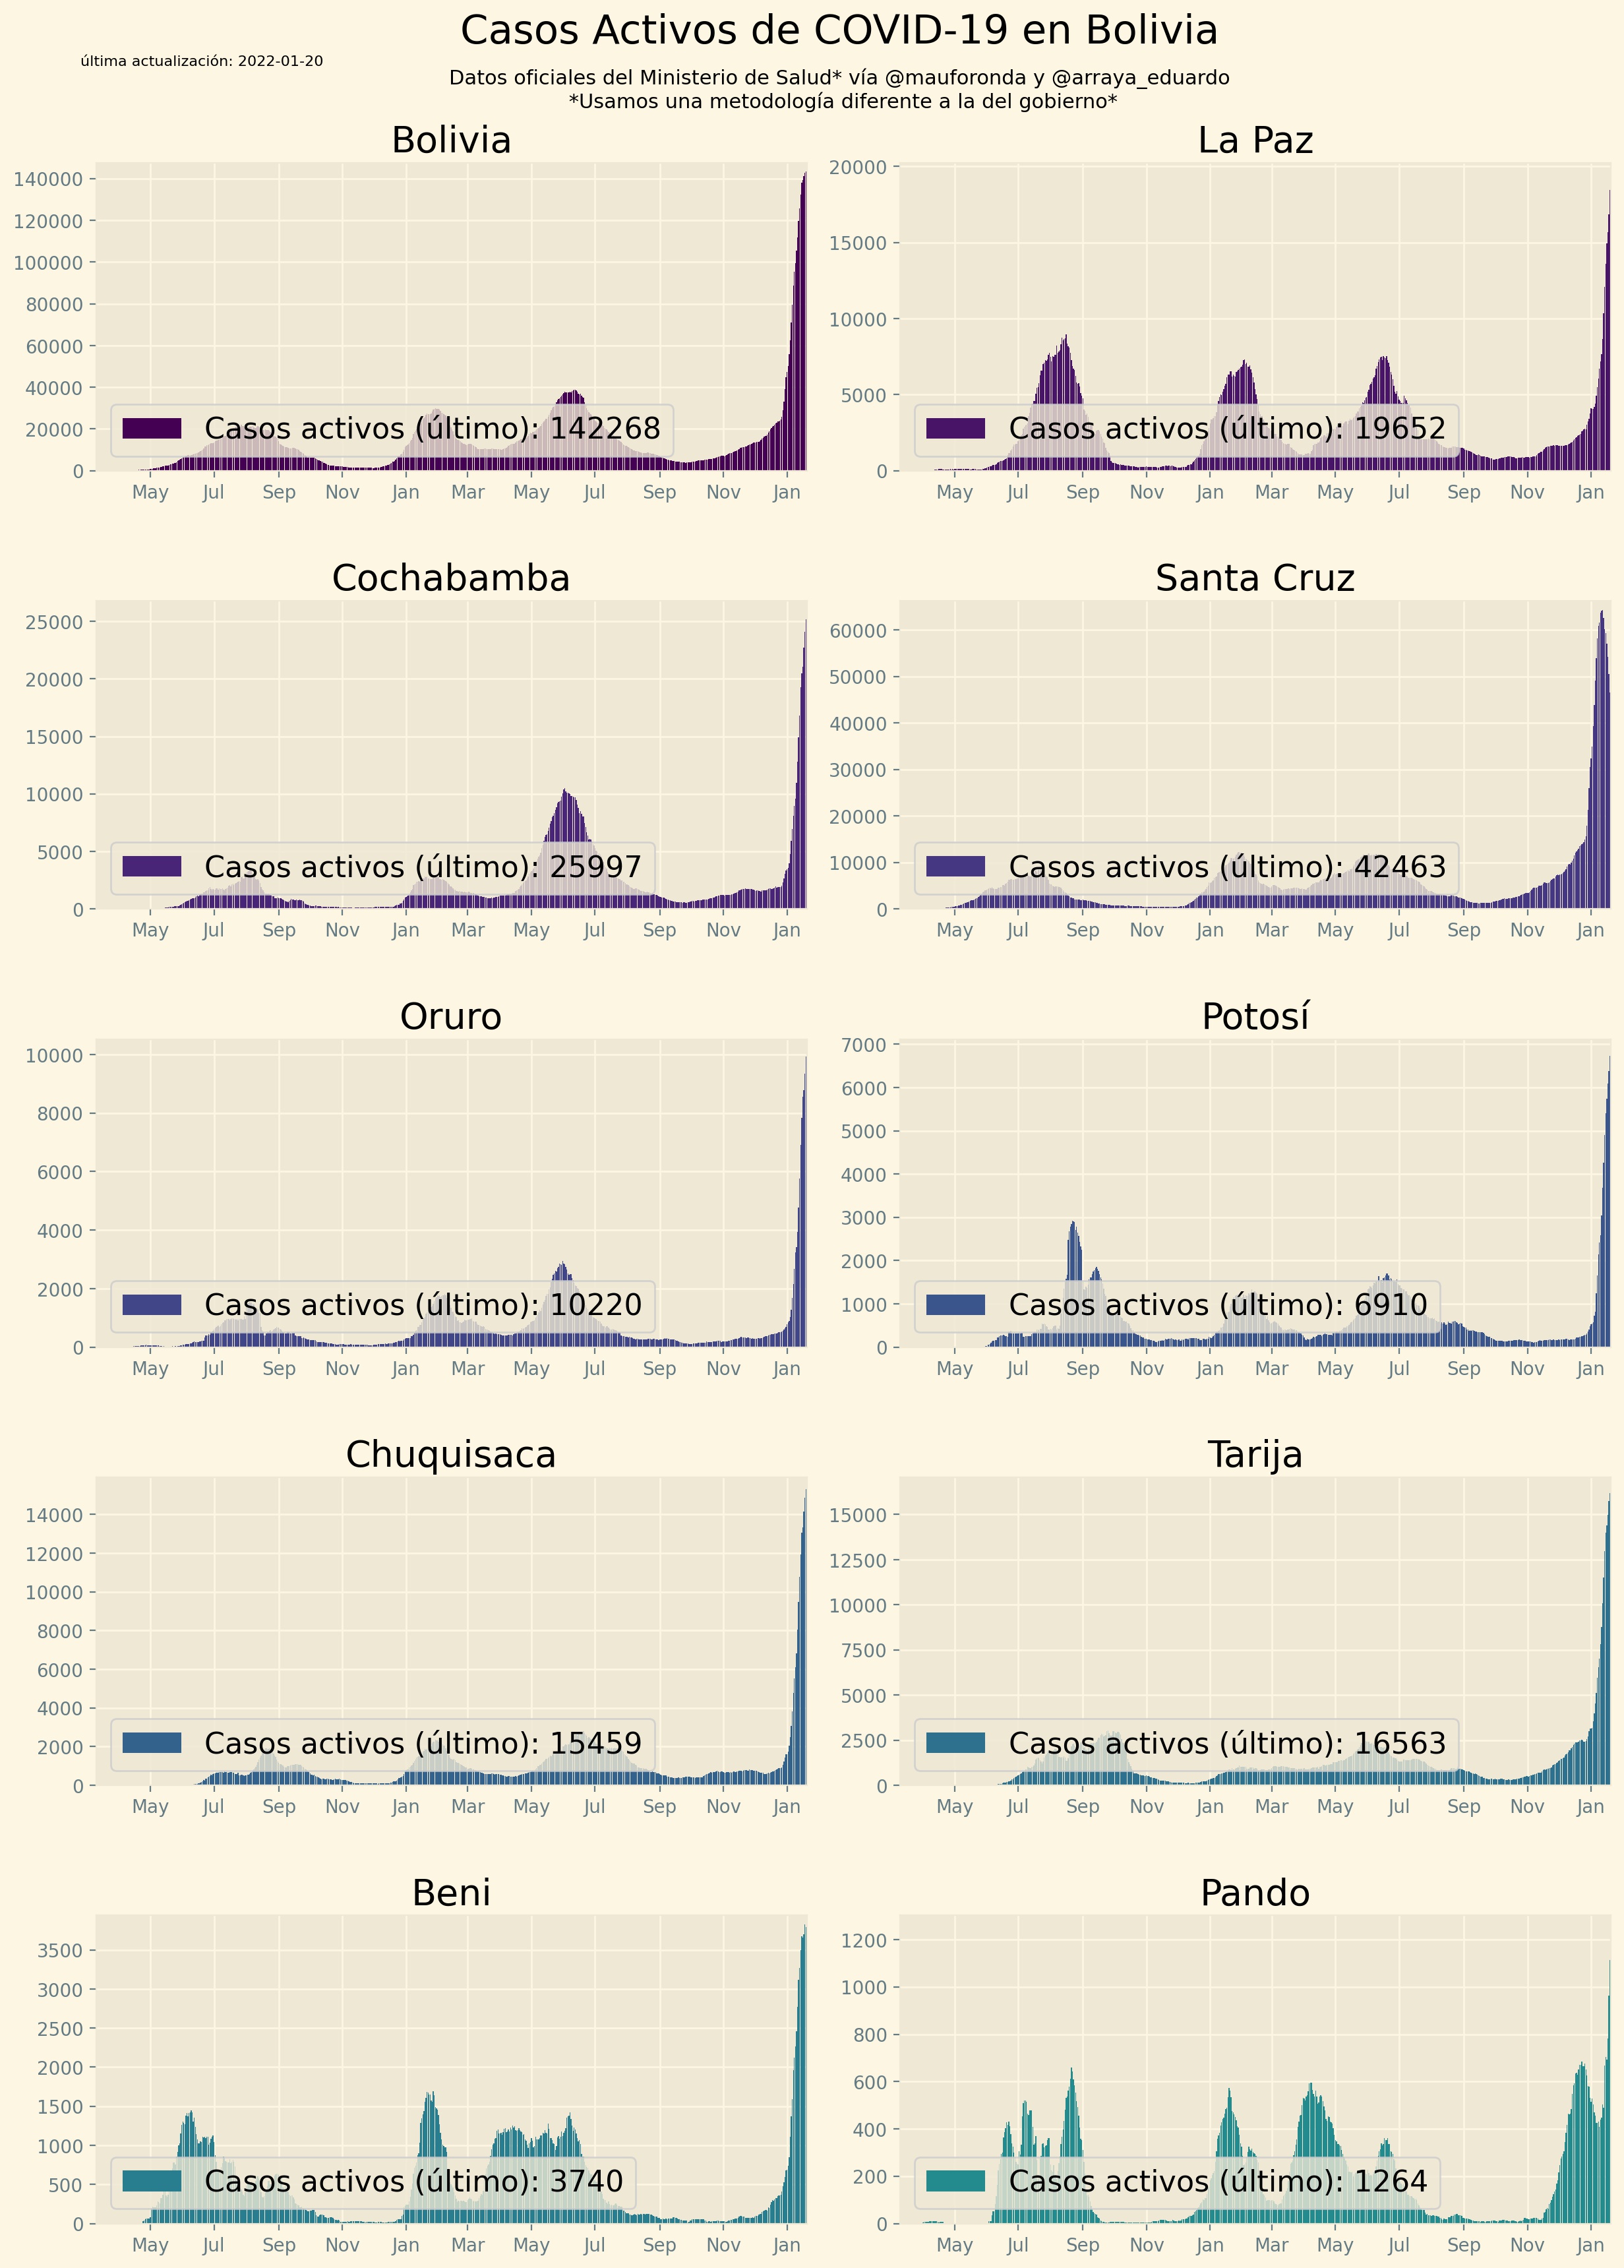 Casos Activos de COVID-19 en Bolivia
última actualización: 2022-01-20
Datos oficiales del Ministerio de Salud* vía @mauforonda y @arraya_eduardo
*Usamos una metodología diferente a la del gobierno*
Bolivia
140000
120000
100000
80000
60000
40000
20000
0
Casos activos (último): 142268
May Jul Sep Nov Jan Mar May Jul Sep Nov Jan
La Paz
20000
15000
10000
5000
0
Casos activos (último): 19652
May Jul Sep Nov Jan Mar May Jul Sep Nov Jan
Cochabamba
25000
20000
15000
10000
5000
0
Casos activos (último): 25997
May Jul Sep Nov Jan Mar May Jul Sep Nov Jan
Santa Cruz
60000
50000
40000
30000
20000
10000
0
Casos activos (último): 42463
May Jul Sep Nov Jan Mar May Jul Sep Nov Jan
Oruro
10000
8000
6000
4000
2000
0
Casos activos (último): 10220
May Jul Sep Nov Jan Mar May Jul Sep Nov Jan
Potosí
7000
6000
5000
4000
3000
2000
1000
0
Casos activos (último): 6910
May Jul Sep Nov Jan Mar May Jul Sep Nov Jan
Chuquisaca
14000
12000
10000
8000
6000
4000
2000
0
Casos activos (último): 15459
May Jul Sep Nov Jan Mar May Jul Sep Nov Jan
Tarija
15000
12500
10000
7500
5000
2500
0
Casos activos (último): 16563
May Jul Sep Nov Jan Mar May Jul Sep Nov Jan
Beni
3500
3000
2500
2000
1500
1000
500
0
Casos activos (último): 3740
May Jul Sep Nov Jan Mar May Jul Sep Nov Jan
Pando
1200
1000
800
600
400
200
0
Casos activos (último): 1264
May Jul Sep Nov Jan Mar May Jul Sep Nov Jan